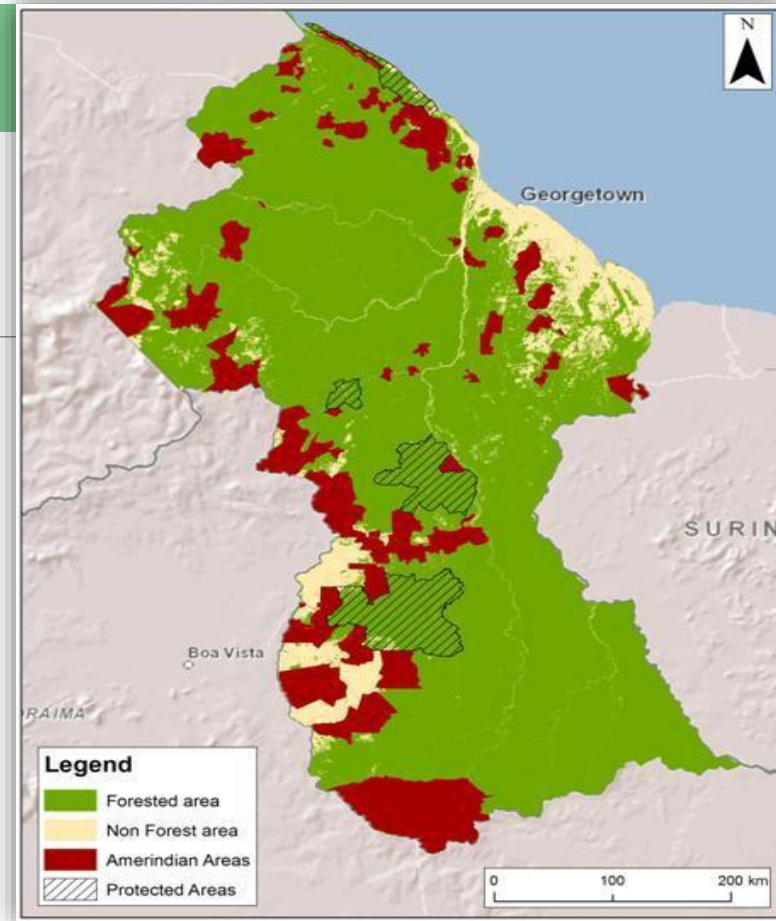 N
Georgetown
SURIN
Boa Vista
ORAIMA
Legend
Forested area
Non Forest area
Amerindian Areas
Protected Areas
0 100 200 km